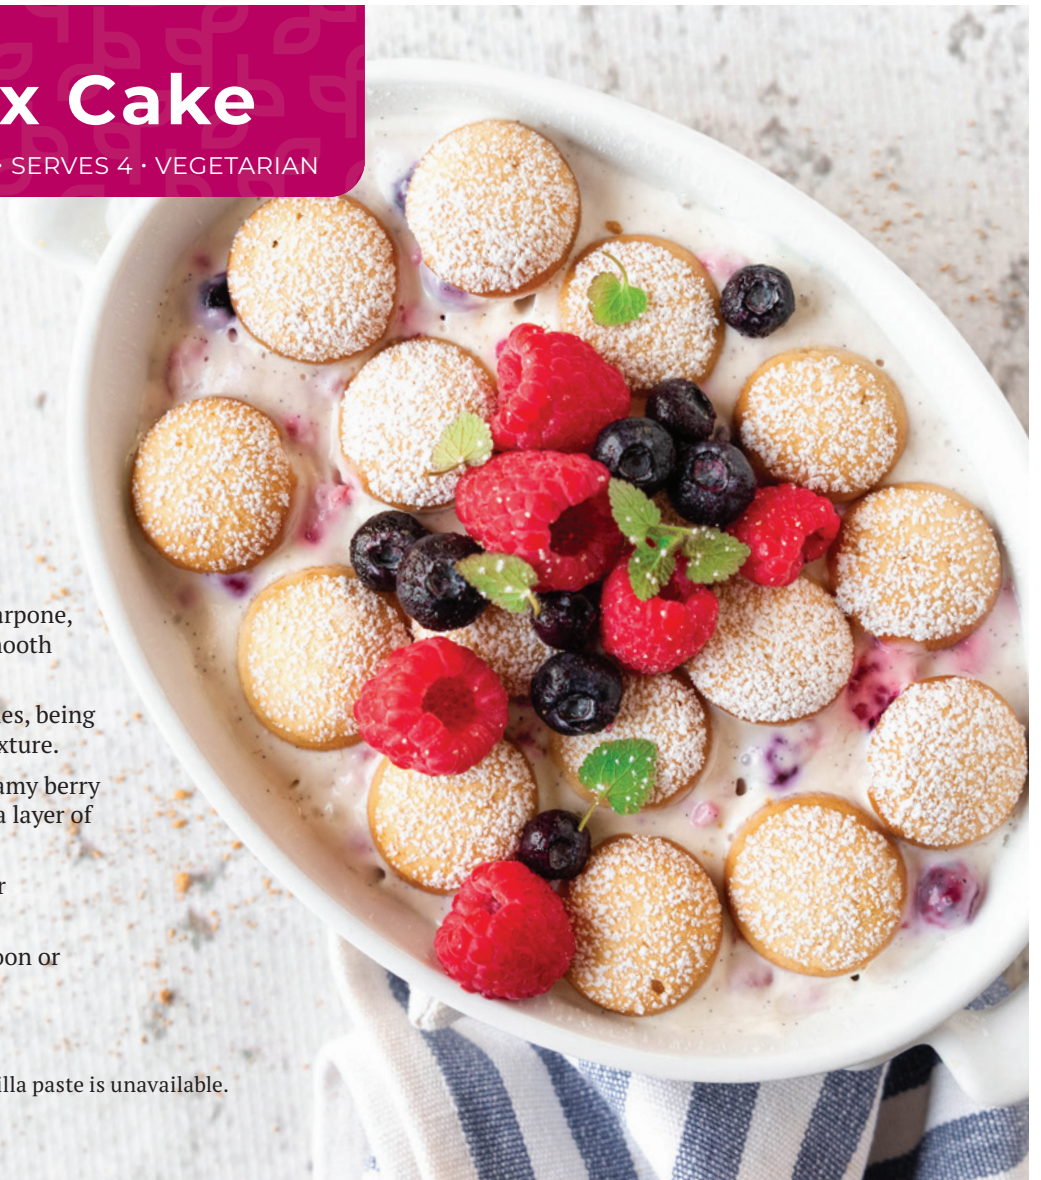 x Cake
· SERVES 4 · VEGETARIAN
arpone,
nooth
es, being
xture.
amy berry
a layer of
r
oon or
illa paste is unavailable.